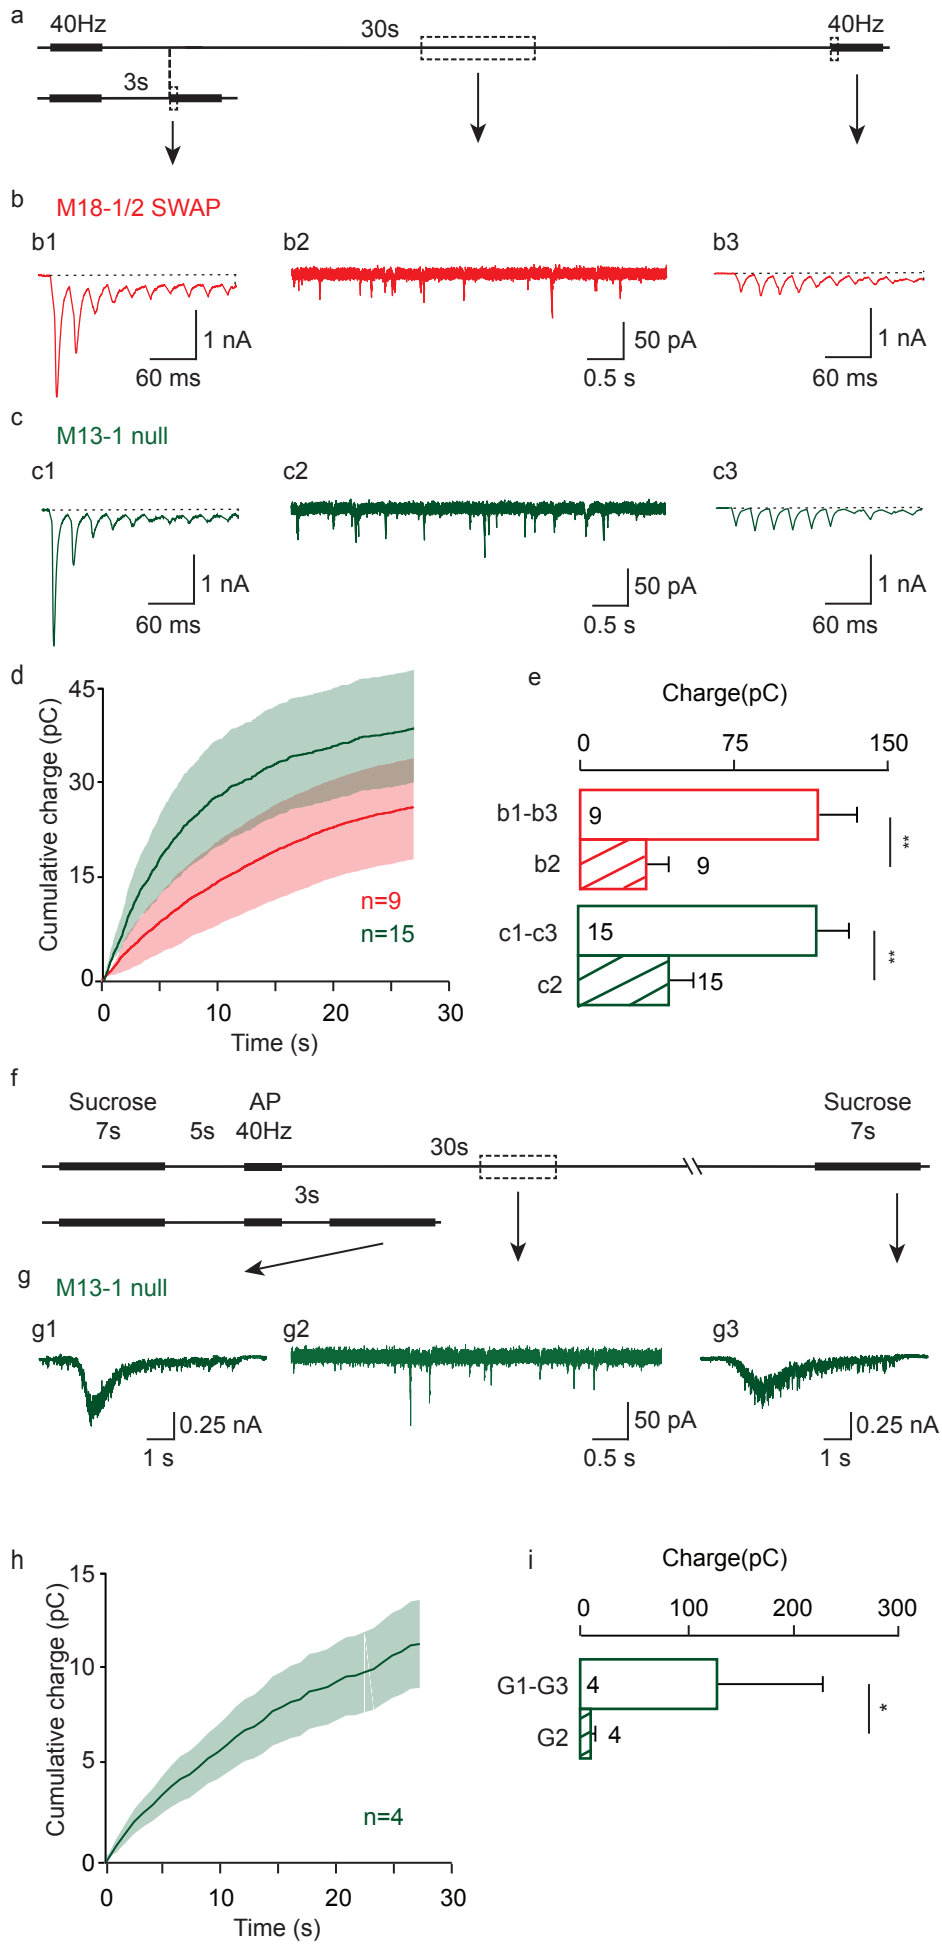 a
40Hz 30s 40Hz
3s
b
M18-1/2 SWAP
b1 b2 b3
1 nA 50 pA 1 nA
60 ms 0.5 s 60 ms
c
M13-1 null
c1 c2 c3
1 nA 50 pA 1 nA
60 ms 0.5 s 60 ms
d
Cumulative charge (pC)
45
30
15
0
n=9
n=15
0 10 20 30
Time (s)
e
Charge(pC)
0 75 150
b1-b3 9
b2 9
**
c1-c3 15
c2 15
**
f
Sucrose AP Sucrose
7s 5s 40Hz 30s 7s
3s
g
M13-1 null
g1 g2 g3
0.25 nA 50 pA 0.25 nA
1 s 0.5 s 1 s
h
Cumulative charge (pC)
15
10
5
0
n=4
0 10 20 30
Time (s)
i
Charge(pC)
0 100 200 300
G1-G3 4
G2 4
*